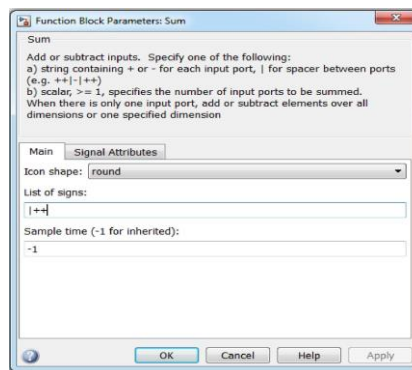 Function Block Parameters: Sum
Sum
Add or subtract inputs. Specify one of the following:
a) string containing + or - for each input port, | for spacer between ports
(e.g. ++|-|++)
b) scalar, >= 1, specifies the number of input ports to be summed.
When there is only one input port, add or subtract elements over all
dimensions or one specified dimension
Main Signal Attributes
Icon shape: round
List of signs:
|++
Sample time (-1 for inherited):
-1
OK Cancel Help Apply